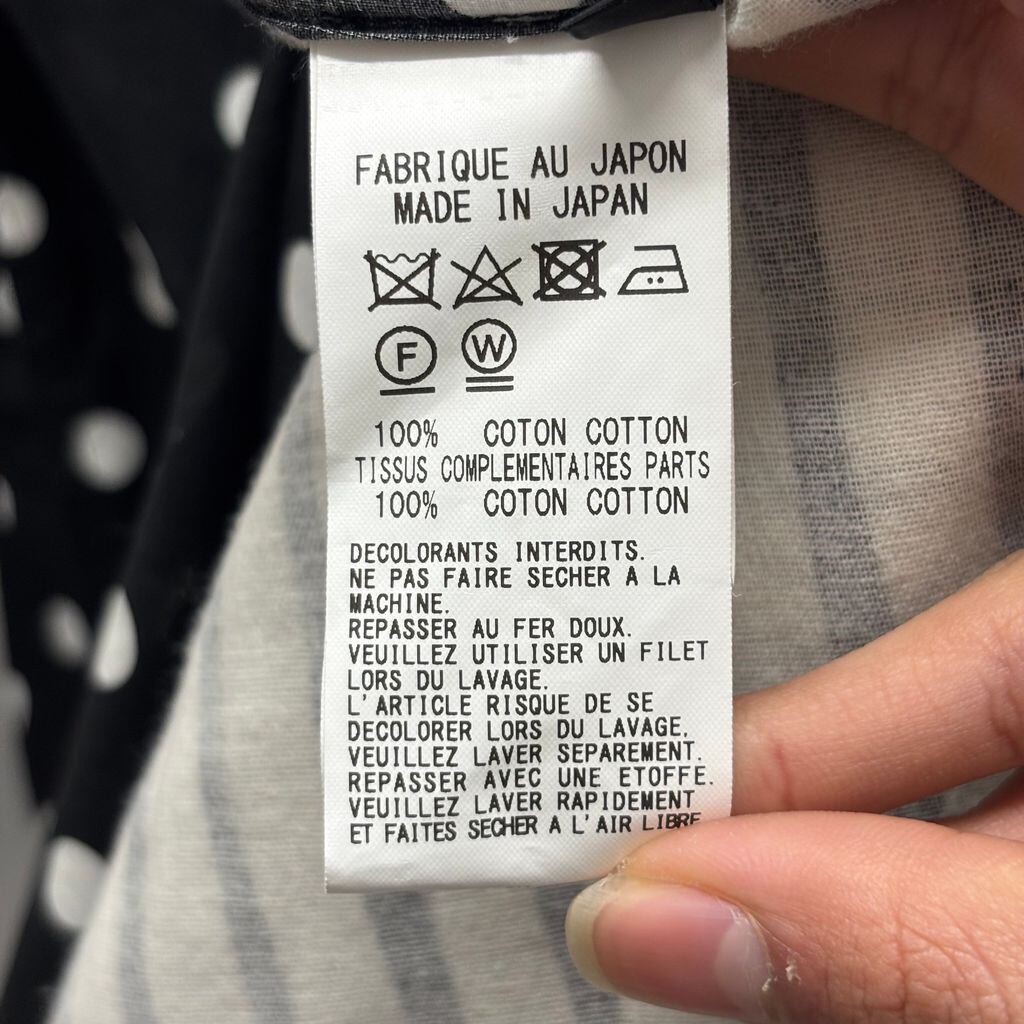 FABRIQUE AU JAPON
MADE IN JAPAN
F W
100% COTON COTTON
TISSUS COMPLEMENTAIRES PARTS
100% COTON COTTON
DECOLORANTS INTERDITS.
NE PAS FAIRE SECHER A LA
MACHINE.
REPASSER AU FER DOUX.
VEUILLEZ UTILISER UN FILET
LORS DU LAVAGE.
L'ARTICLE RISQUE DE SE
DECOLORER LORS DU LAVAGE,
VEUILLEZ LAVER SEPAREMENT.
REPASSER AVEC UNE ETOFFE.
VEUILLEZ LAVER RAPIDEMENT
ET FAITES SECHER A L'AIR LIBRE